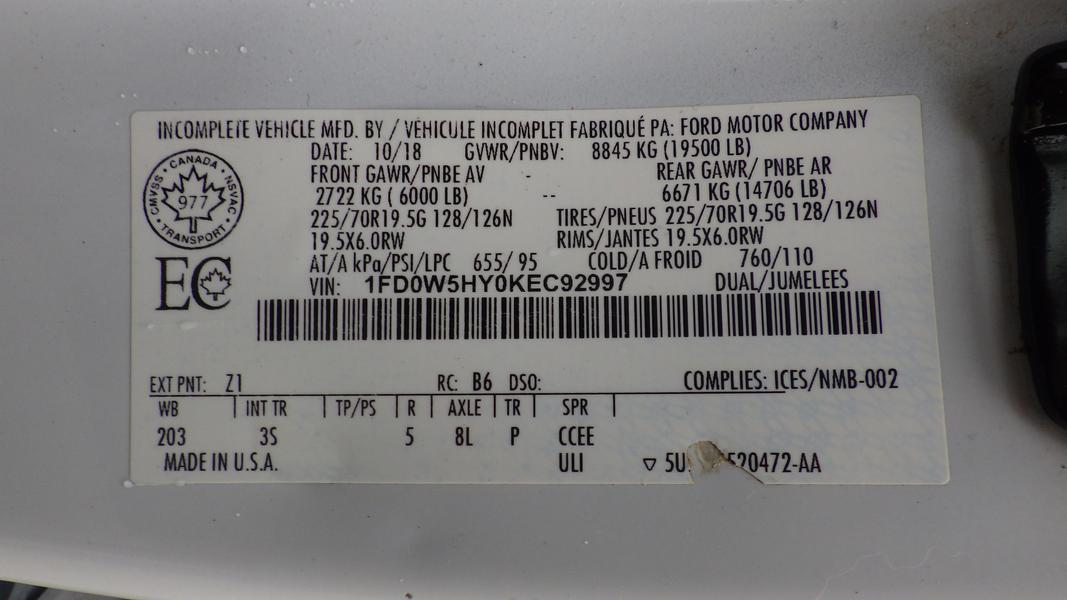 INCOMPLETE VEHICLE MFD. BY / VÉHICULE INCOMPLET FABRIQUÉ PA: FORD MOTOR COMPANY
DATE: 10/18 GVWR/PNBV: 8845 KG (19500 LB)
FRONT GAWR/PNBE AV - REAR GAWR/ PNBE AR
2722 KG ( 6000 LB) -- 6671 KG (14706 LB)
225/70R19.5G 128/126N TIRES/PNEUS 225/70R19.5G 128/126N
19.5X6.0RW RIMS/JANTES 19.5X6.0RW
AT/A kPa/PSI/LPC 655/ 95 COLD/A FROID 760/110
VIN: 1FD0W5HY0KEC92997 DUAL/JUMELEES
CANADA
CMVSS 977 NSVAC
TRANSPORT
EC
EXT PNT: Z1 RC: B6 DSO: COMPLIES: ICES/NMB-002
WB | INT TR | TP/PS | R | AXLE | TR | SPR |
203 3S 5 8L P CCEE
MADE IN U.S.A. ULI ▽ 5U 520472-AA